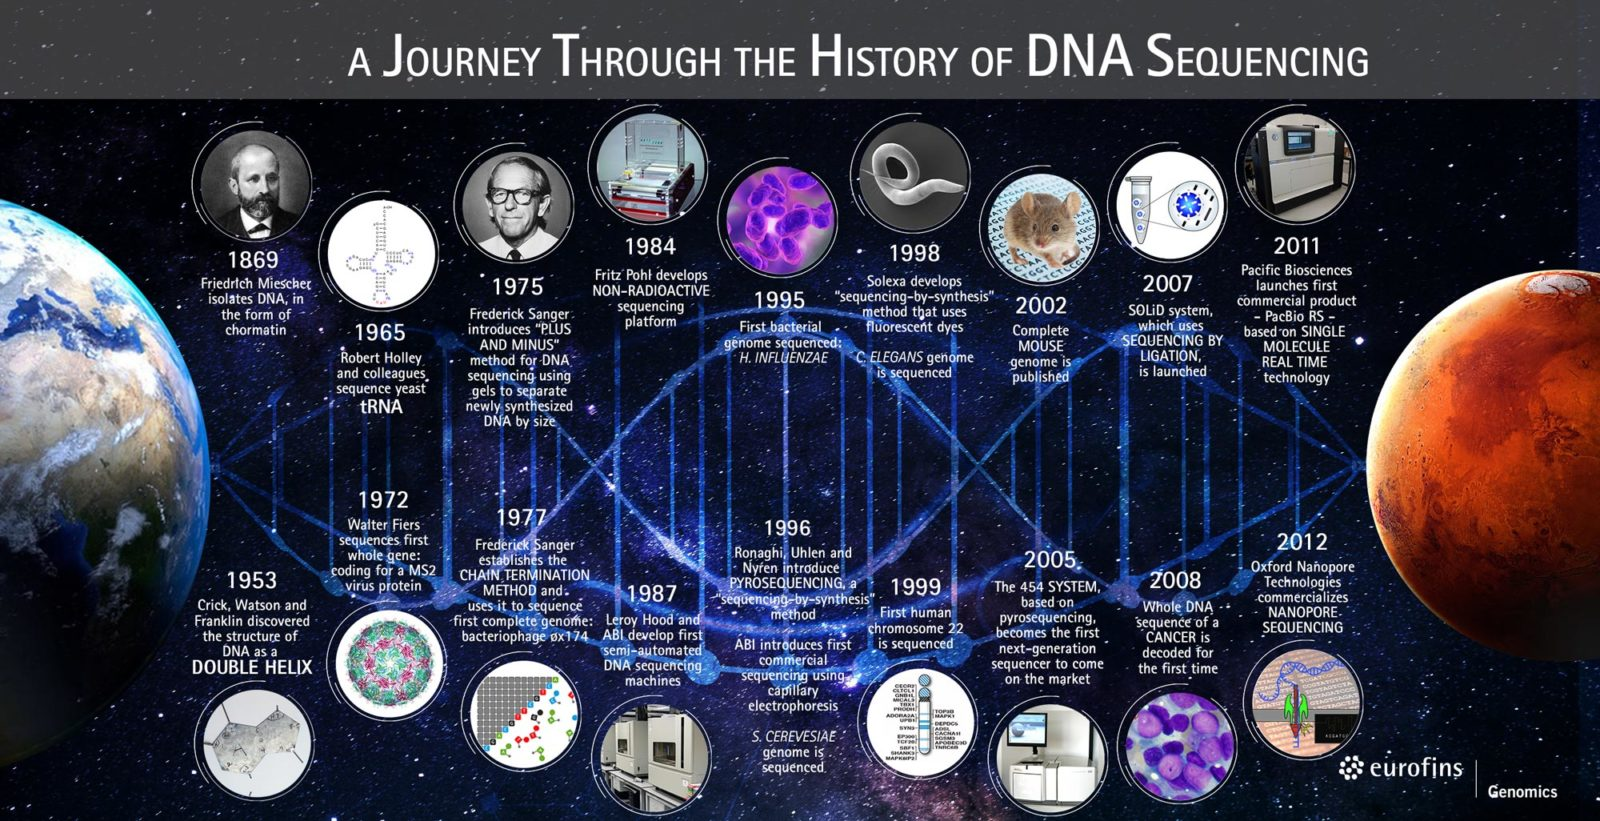 A JOURNEY THROUGH THE HISTORY OF DNA SEQUENCING
1869
Friedrich Miescher
isolates DNA, in
the form of
chormatin
1965
Robert Holley
and colleagues
sequence yeast
tRNA
1975
Frederick Sanger
introduces "PLUS
AND MINUS"
method for DNA
sequencing using
gels to separate
newly synthesized
DNA by size
1984
Fritz Pohl develops
NON-RADIOACTIVE
sequencing
platform
1995
First bacterial
genome sequenced:
H. INFLUENZAE
1998
Solexa develops
"sequencing-by-synthesis"
method that uses
fluorescent dyes
C. ELEGANS genome
is sequenced
2002
Complete
MOUSE
genome is
published
2007
SOLiD system,
which uses
SEQUENCING BY
LIGATION,
is launched
2011
Pacific Biosciences
launches first
commercial product
- PacBio RS -
based on SINGLE
MOLECULE
REAL TIME
technology
1953
Crick, Watson and
Franklin discovered
the structure of
DNA as a
DOUBLE HELIX
1972
Walter Fiers
sequences first
whole gene:
coding for a MS2
virus protein
1977
Frederick Sanger
establishes the
CHAIN TERMINATION
METHOD and
uses it to sequence
first complete genome:
bacteriophage øx174
1987
Leroy Hood and
ABI develop first
semi-automated
DNA sequencing
machines
1996
Ronaghi, Uhlen and
Nyren introduce
PYROSEQUENCING, a
"sequencing-by-synthesis"
method
ABI introduces first
commercial
sequencing using
capillary
electrophoresis
S. CEREVESIAE
genome is
sequenced
1999
First human
chromosome 22
is sequenced
2005
The 454 SYSTEM,
based on
pyrosequencing,
becomes the first
next-generation
sequencer to come
on the market
2008
Whole DNA
sequence of a
CANCER is
decoded for
the first time
2012
Oxford Nanopore
Technologies
commercializes
NANOPORE
SEQUENCING
eurofins
Genomics